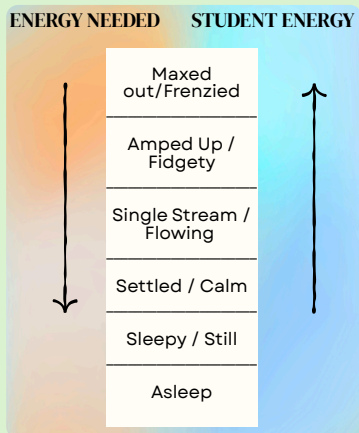 ENERGY NEEDED STUDENT ENERGY
Maxed
out/Frenzied
Amped Up /
Fidgety
Single Stream /
Flowing
Settled / Calm
Sleepy / Still
Asleep